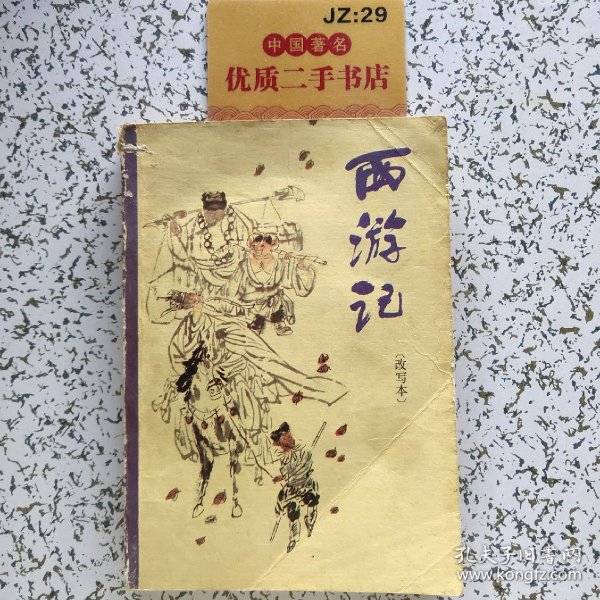 JZ:29
中国著名
优质二手书店
西游记
（改写本）
孔夫子旧书网
www.kongfz.com